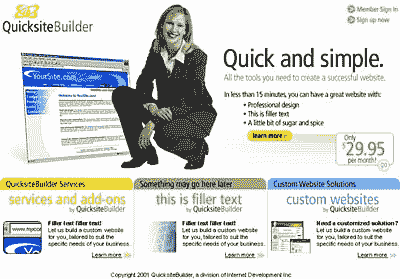 Member Sign In
Sign up now
QuicksiteBuilder
YourSite.com
Quick and simple.
All the tools you need to create a successful website.
In less than 15 minutes, you can have a great website with:
• Professional design
• This is filler text
• A little bit of sugar and spice
learn more
Only
$29.95
per month!
go
QuicksiteBuilder Services
Something may go here later
Custom Website Solutions
services and add-ons
by QuicksiteBuilder
this is filler text
by QuicksiteBuilder
custom websites
by QuicksiteBuilder
www.myco
Filler text filler text!
Let us build a custom website
for you, tailored to suit the
specific needs of your business.
Learn more
Filler text filler text!
Let us build a custom website
for you, tailored to suit the
specific needs of your business.
Learn more
Need a customized solution?
Let us build a custom website
for you, tailored to suit the
specific needs of your business.
Learn more
Copyright 2001 QuicksiteBuilder, a division of Internet Development Inc